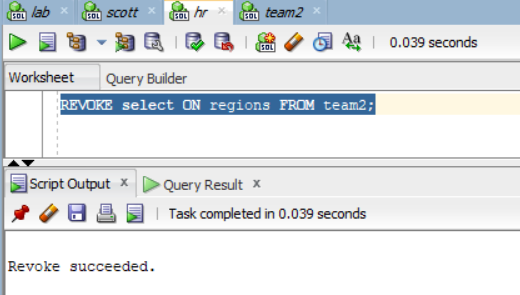 lab × scott × hr × team2 ×
SQL 0.039 seconds
Worksheet Query Builder
REVOKE select ON regions FROM team2;
Script Output x Query Result x
Task completed in 0.039 seconds
Revoke succeeded.